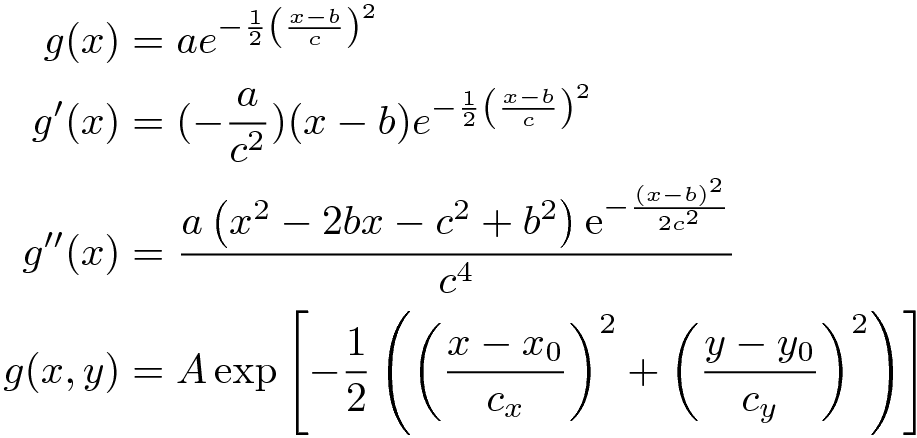 g(x) = ae^{-\frac{1}{2}\left(\frac{x-b}{c}\right)^2}
g'(x) = (-\frac{a}{c^2})(x-b)e^{-\frac{1}{2}\left(\frac{x-b}{c}\right)^2}
g''(x) = \frac{a\left(x^2-2bx-c^2+b^2\right)\mathrm{e}^{-\frac{(x-b)^2}{2c^2}}}{c^4}
g(x,y) = A\exp\left[-\frac{1}{2}\left(\left(\frac{x-x_0}{c_x}\right)^2+\left(\frac{y-y_0}{c_y}\right)^2\right)\right]